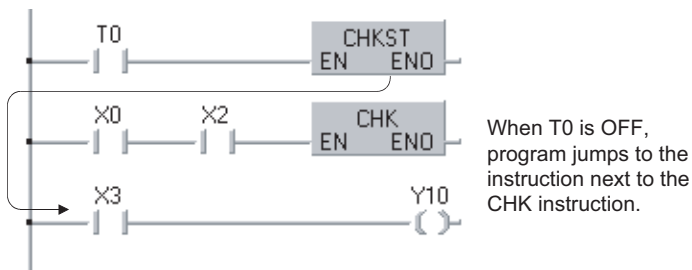 T0
CHKST
EN ENO
X0 X2
CHK
EN ENO
When T0 is OFF,
program jumps to the
instruction next to the
CHK instruction.
X3 Y10